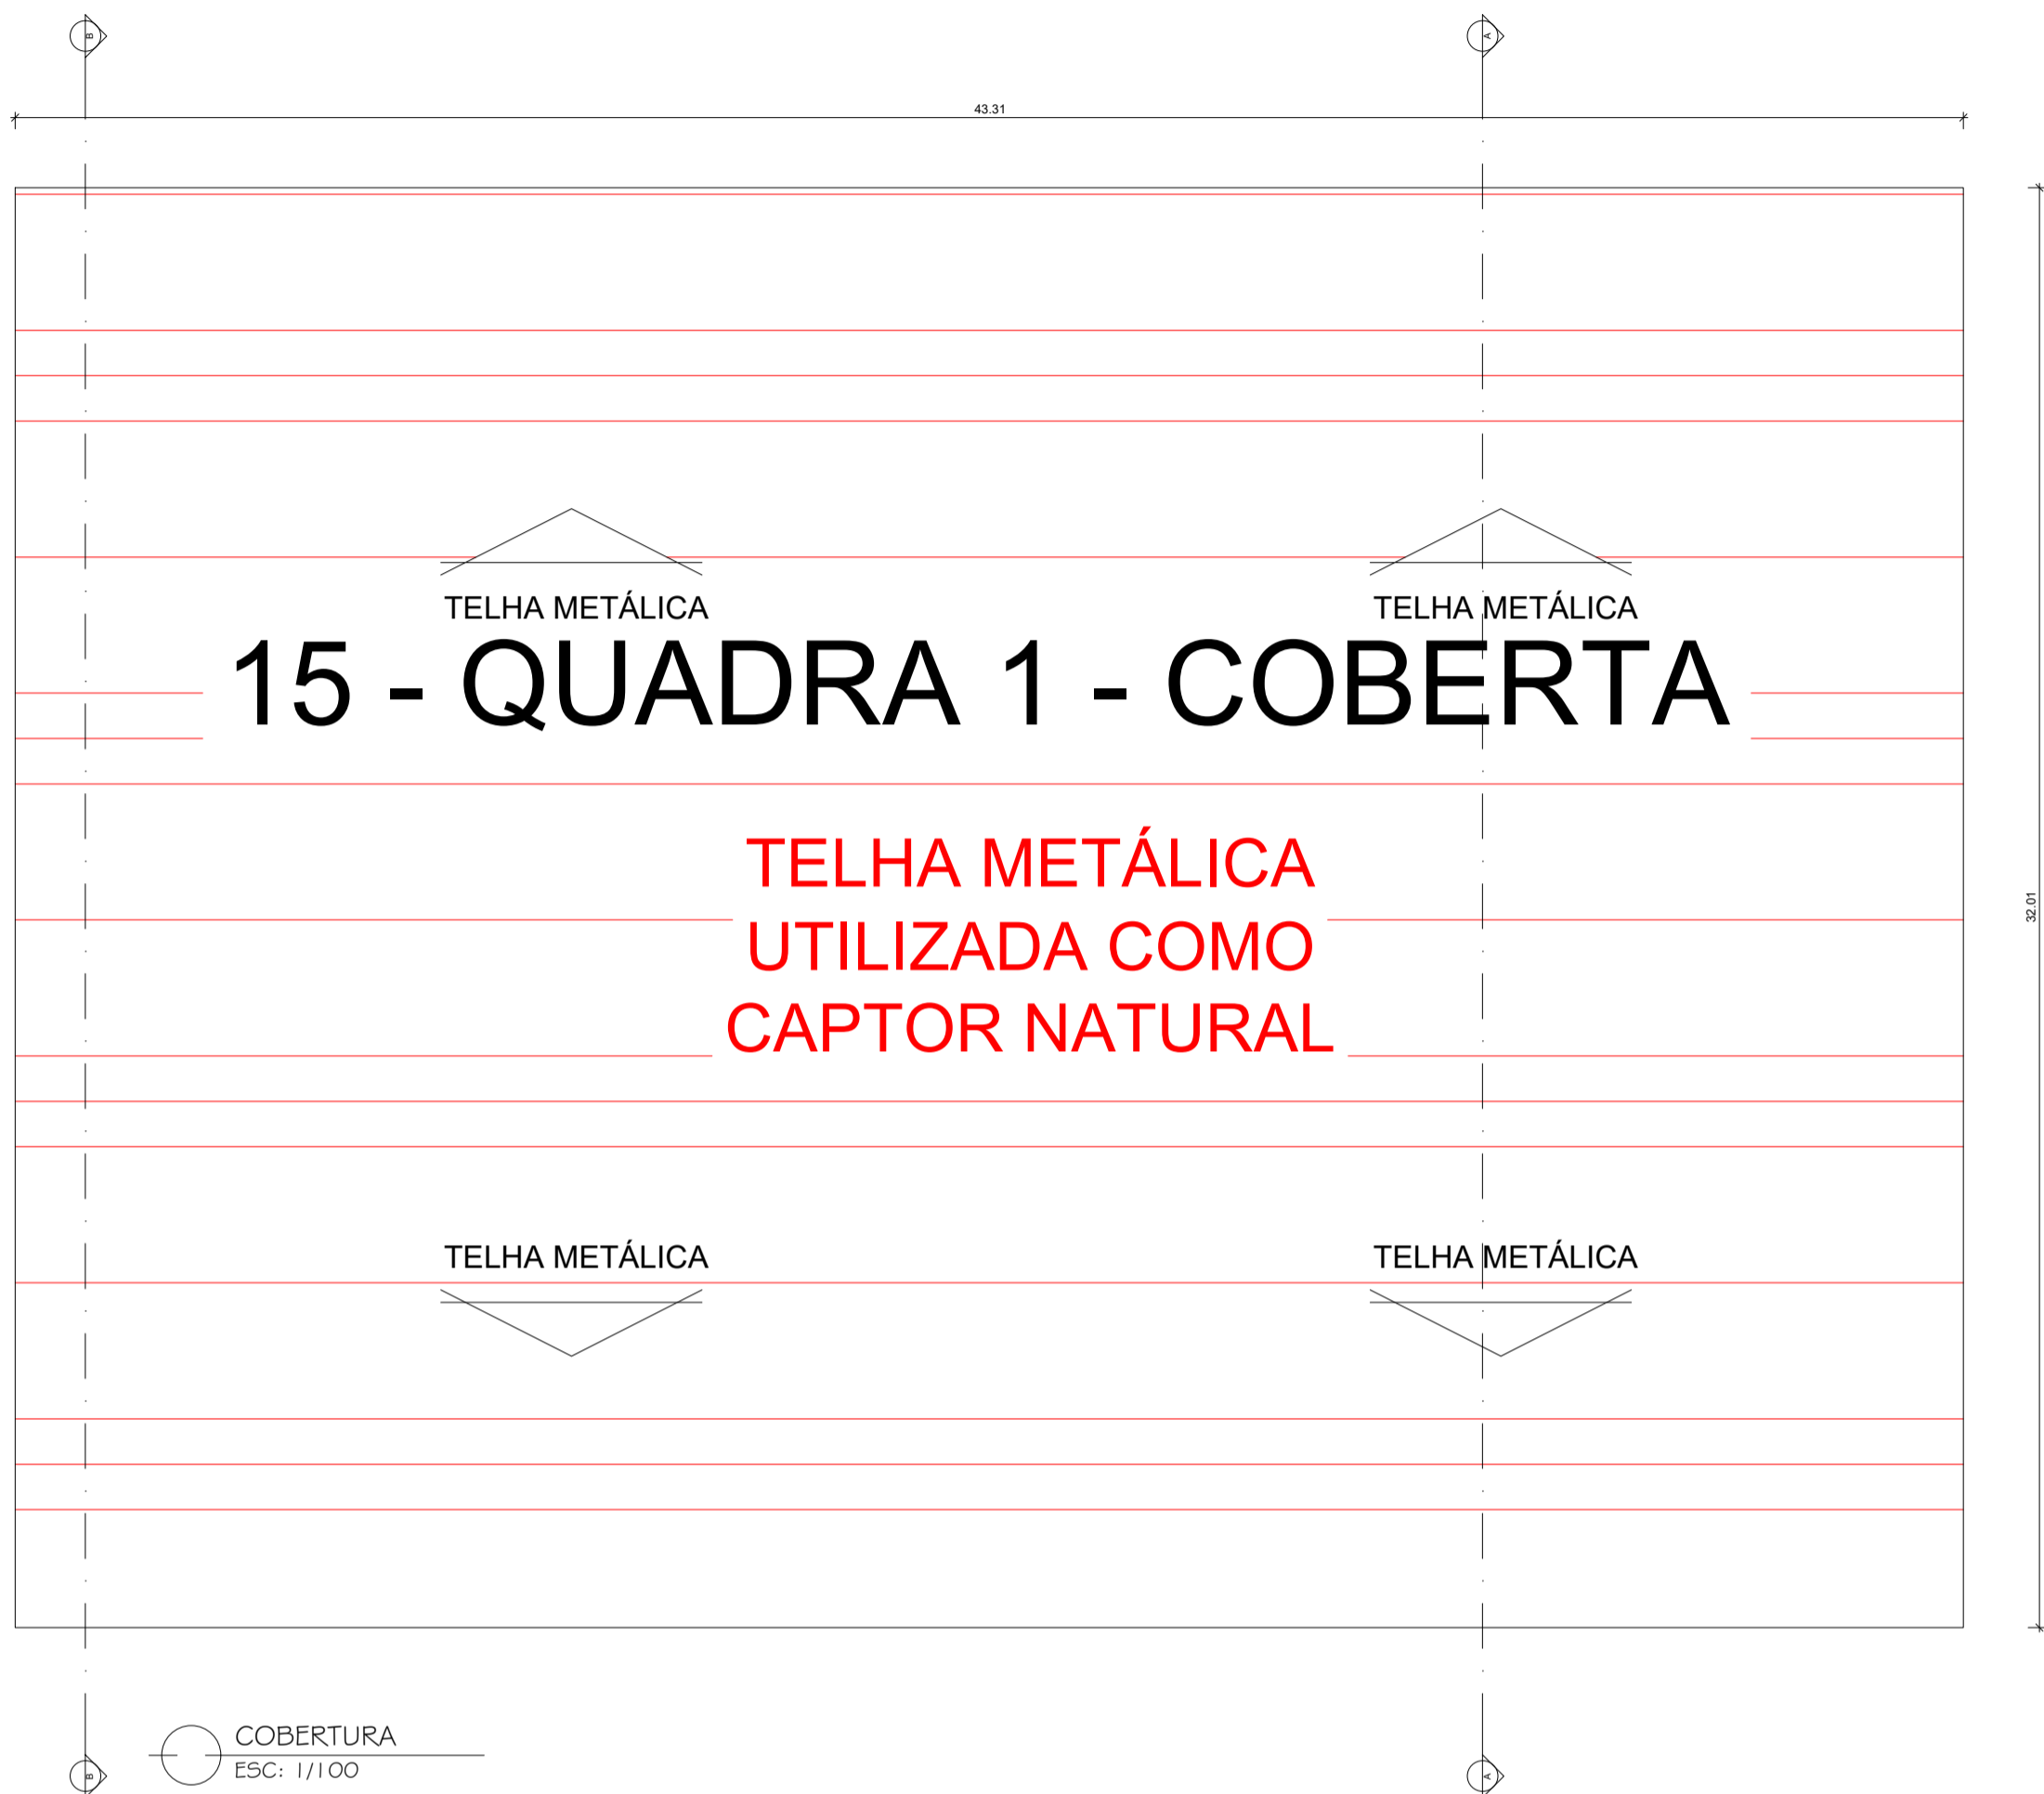 B
A
43.31
TELHA METÁLICA
TELHA METÁLICA
15 - QUADRA 1 - COBERTA
TELHA METÁLICA
UTILIZADA COMO
CAPTOR NATURAL
32.01
TELHA METÁLICA
TELHA METÁLICA
COBERTURA
ESC: 1/100
B
A